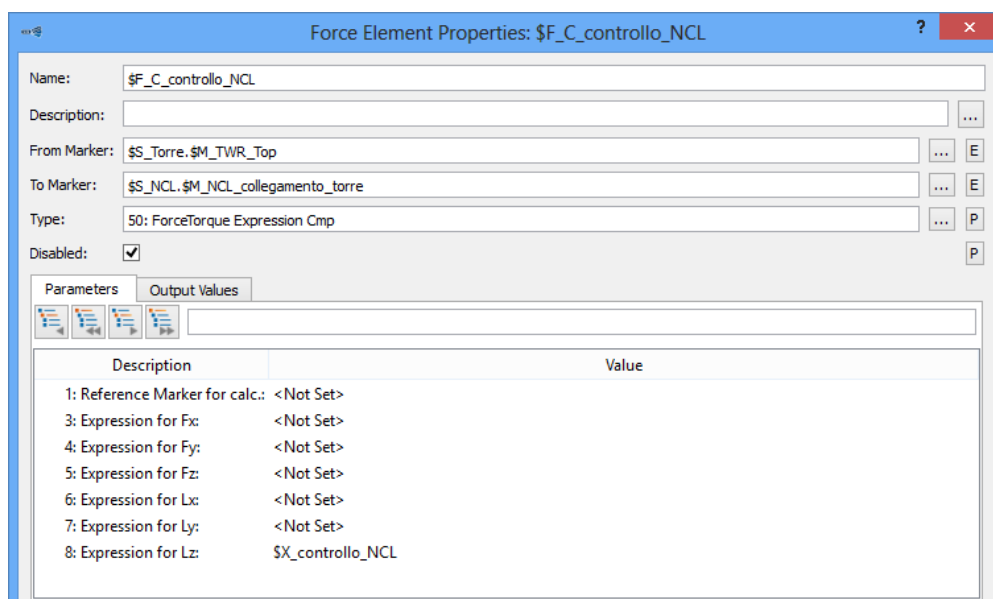 Force Element Properties: $F_C_controllo_NCL ? ×
Name: $F_C_controllo_NCL
Description: ...
From Marker: $S_Torre.$M_TWR_Top ... E
To Marker: $S_NCL.$M_NCL_collegamento_torre ... E
Type: 50: ForceTorque Expression Cmp ... P
Disabled: ✓ P
Parameters Output Values
Description Value
1: Reference Marker for calc.: <Not Set>
3: Expression for Fx: <Not Set>
4: Expression for Fy: <Not Set>
5: Expression for Fz: <Not Set>
6: Expression for Lx: <Not Set>
7: Expression for Ly: <Not Set>
8: Expression for Lz: $X_controllo_NCL